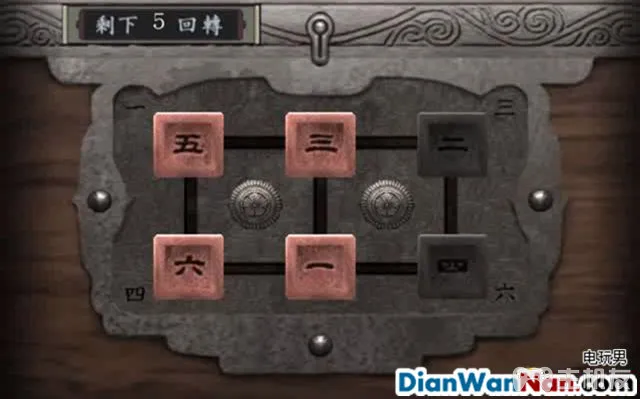 剩下 5 回轉
一 三
五 三 二
六 一 四
四 六
电玩男
DianWanNan.com